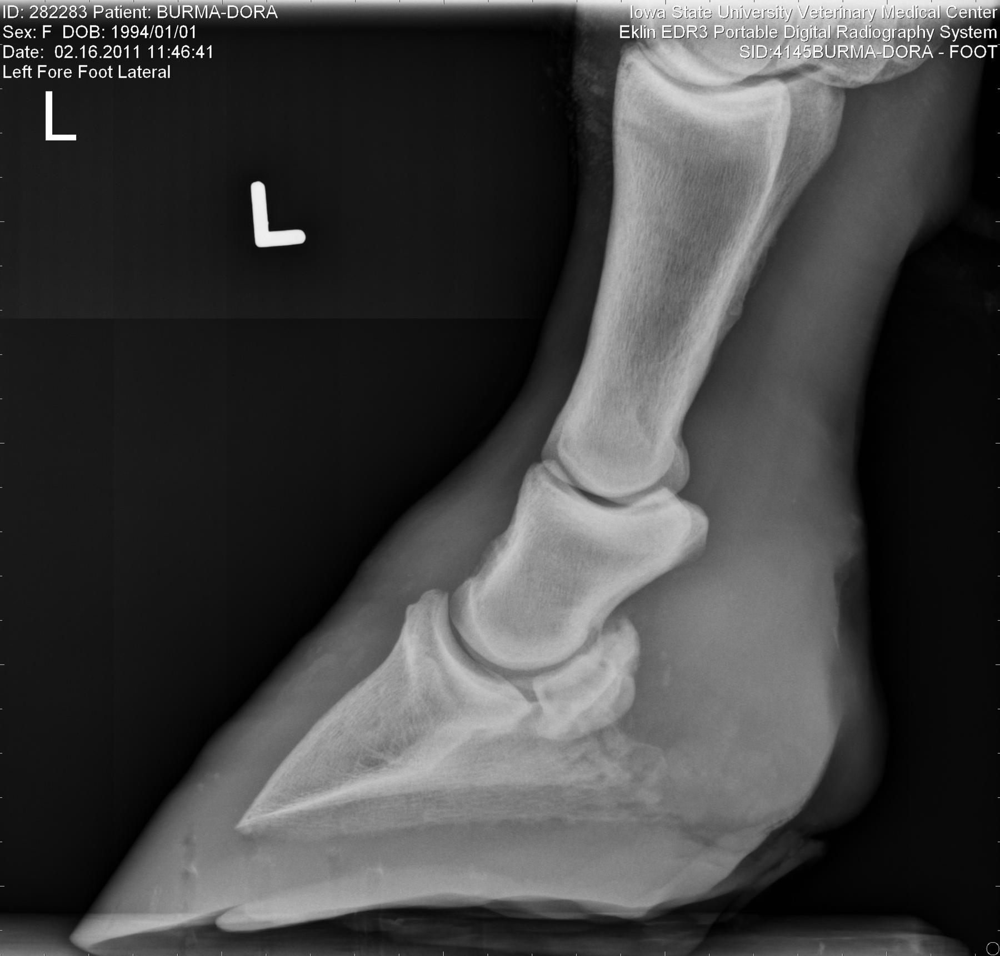 ID: 282283 Patient: BURMA-DORA
Sex: F DOB: 1994/01/01
Date: 02.16.2011 11:46:41
Left Fore Foot Lateral
Iowa State University Veterinary Medical Center
Eklin EDR3 Portable Digital Radiography System
SID:4145BURMA-DORA - FOOT
L
L